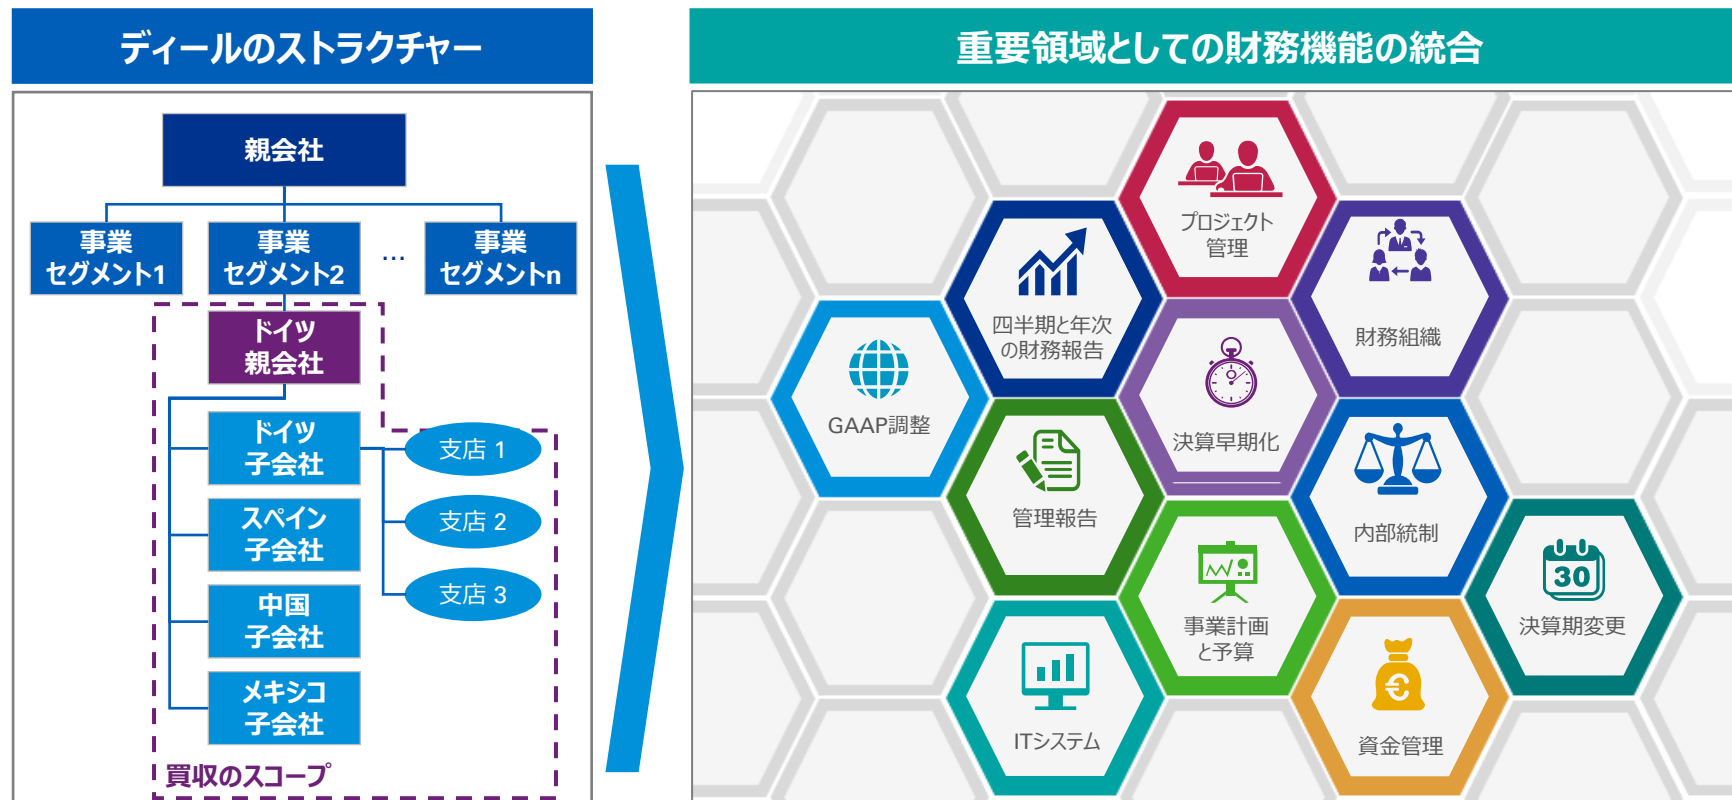 ディールのストラクチャー
親会社
事業
セグメント1
事業
セグメント2
…
事業
セグメントn
ドイツ
親会社
ドイツ
子会社
スペイン
子会社
中国
子会社
メキシコ
子会社
支店 1
支店 2
支店 3
買収のスコープ
重要領域としての財務機能の統合
プロジェクト
管理
四半期と年次
の財務報告
財務組織
GAAP調整
決算早期化
管理報告
内部統制
事業計画
と予算
30
決算期変更
ITシステム
€
資金管理